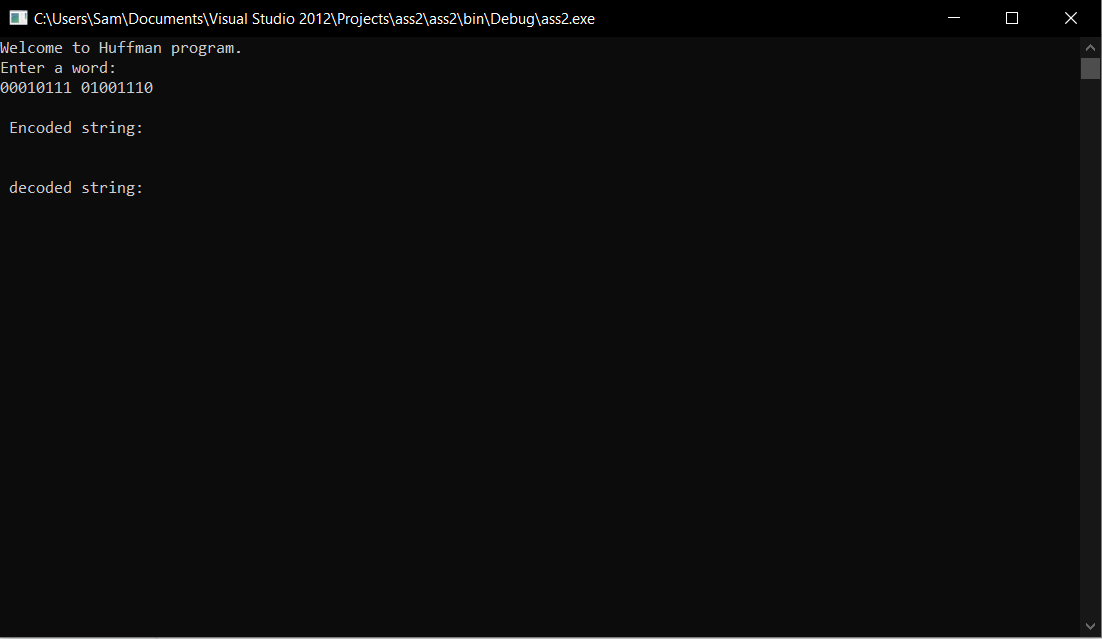 C:\Users\Sam\Documents\Visual Studio 2012\Projects\ass2\ass2\bin\Debug\ass2.exe
Welcome to Huffman program.
Enter a word:
00010111 01001110
Encoded string:
decoded string: